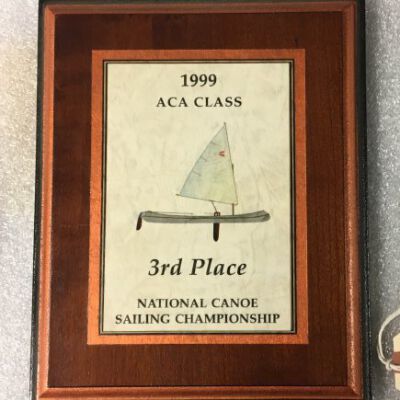 1999
ACA CLASS
3rd Place
NATIONAL CANOE
SAILING CHAMPIONSHIP